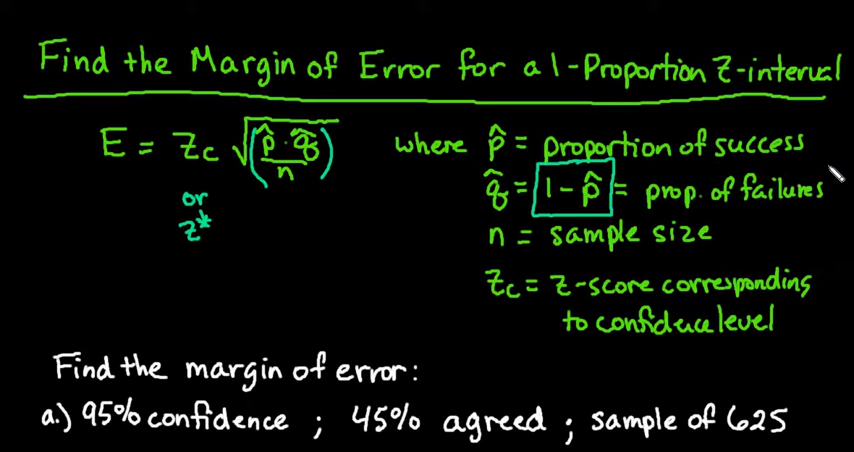 Find the Margin of Error for a 1-Proportion Z-interval
E = Zc √(p̂ · q̂ / n) where p̂ = proportion of success
or
z*
q̂ = 1 - p̂ = prop. of failures
n = sample size
Zc = z-score corresponding
to confidence level
Find the margin of error:
a.) 95% confidence ; 45% agreed ; sample of 625